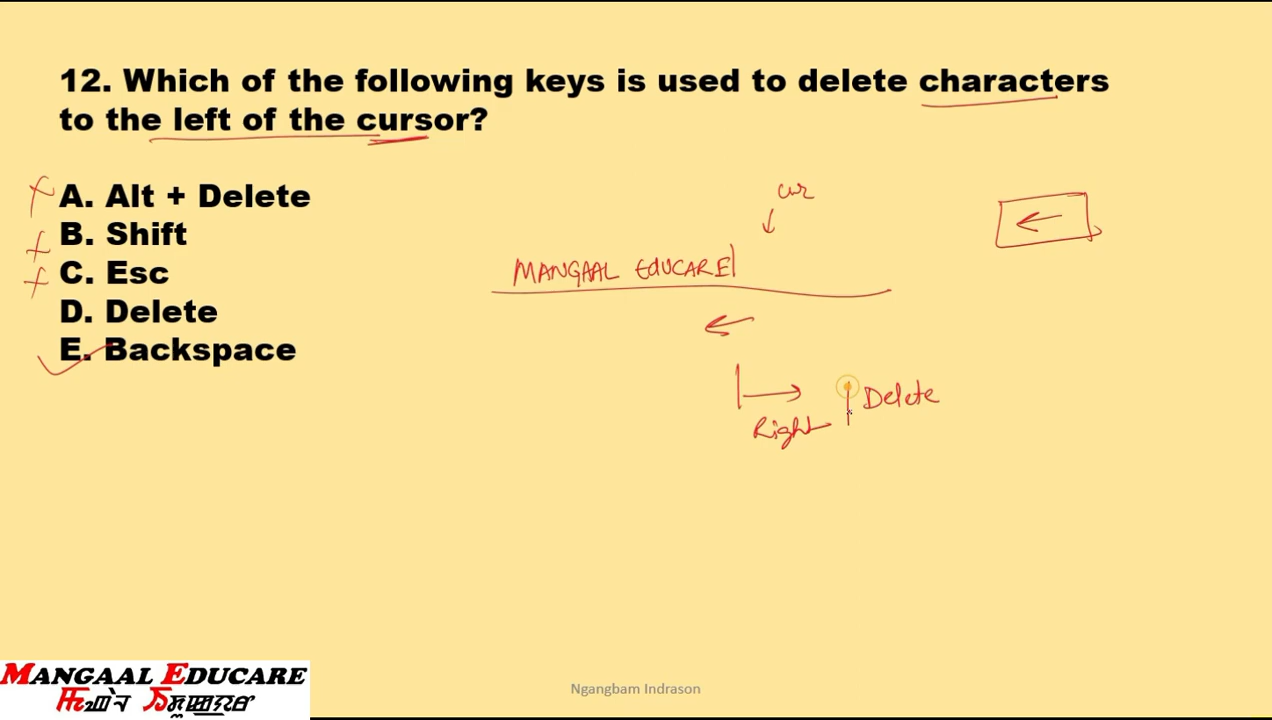 12. Which of the following keys is used to delete characters
to the left of the cursor?
A. Alt + Delete
B. Shift
C. Esc
D. Delete
E. Backspace
cur
MANGAAL EDUCARE
Delete
Right
MANGAAL EDUCARE
Ngangbam Indrason